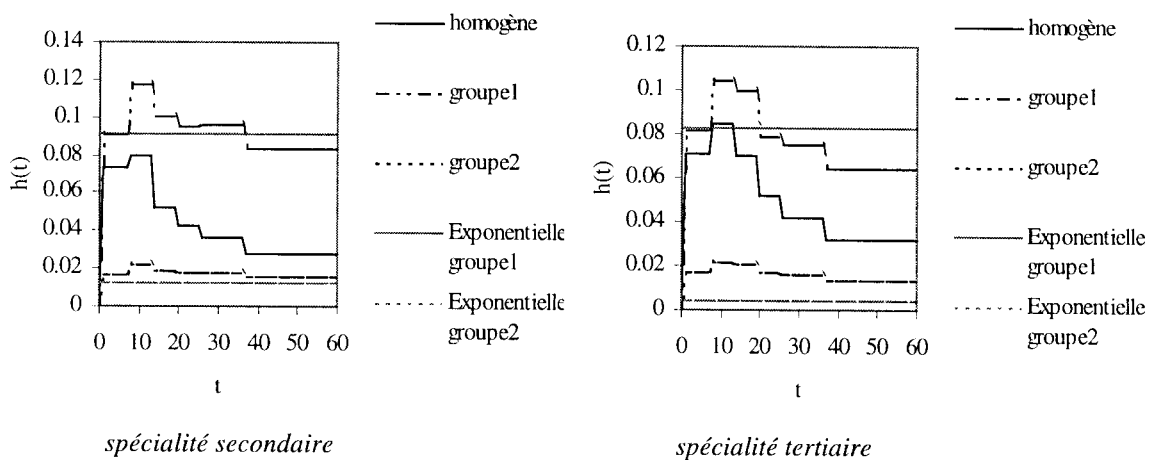 0.14
0.12
0.1
0.08
0.06
0.04
0.02
0
h(t)
0 10 20 30 40 50 60
t
homogène
groupe1
groupe2
Exponentielle
groupe1
Exponentielle
groupe2
spécialité secondaire
0.12
0.1
0.08
0.06
0.04
0.02
0
h(t)
0 10 20 30 40 50 60
t
homogène
groupe1
groupe2
Exponentielle
groupe1
Exponentielle
groupe2
spécialité tertiaire